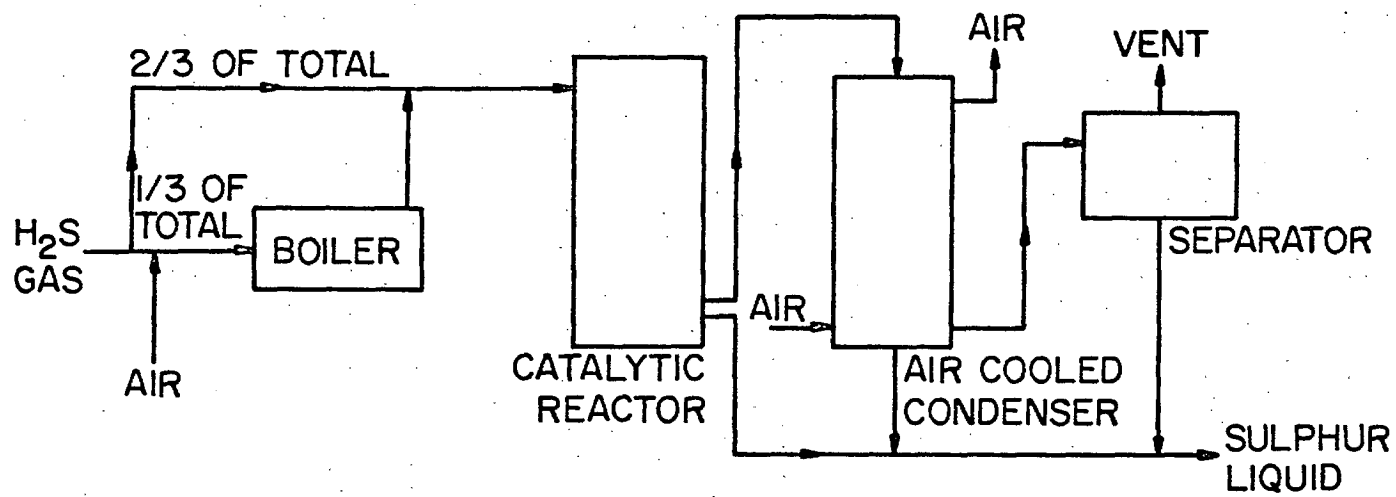 2/3 OF TOTAL
1/3 OF
TOTAL
H₂S
GAS
BOILER
AIR
CATALYTIC
REACTOR
AIR
AIR
AIR COOLED
CONDENSER
VENT
SEPARATOR
SULPHUR
LIQUID